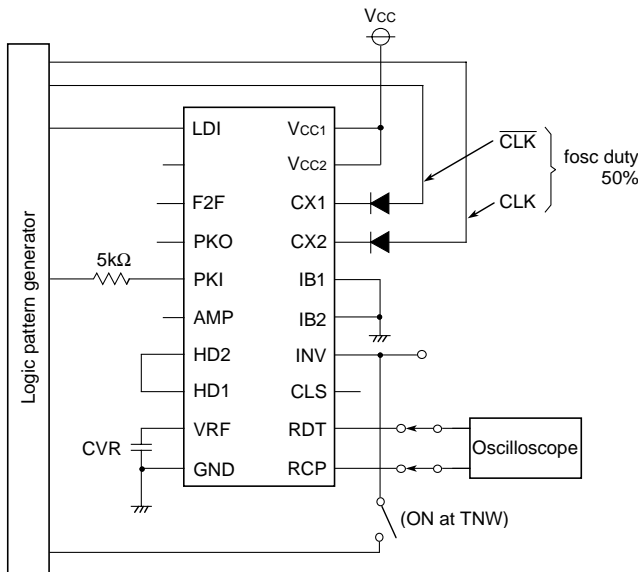 Vcc
Logic pattern generator
LDI
VCC1
CLK
fosc duty
50%
VCC2
F2F
CX1
CLK
PKO
CX2
5kΩ
PKI
IB1
AMP
IB2
HD2
INV
HD1
CLS
VRF
RDT
Oscilloscope
CVR
GND
RCP
(ON at TNW)